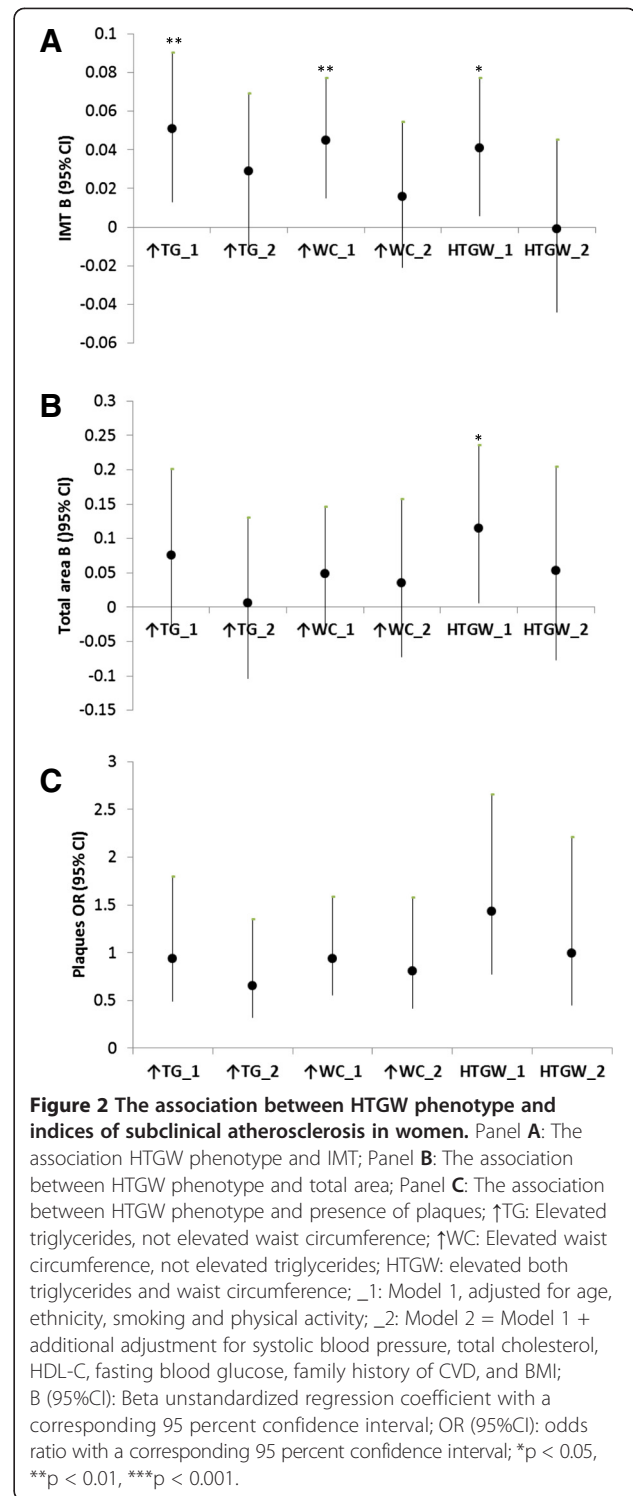 A
IMT B (95% CI)
0.1
0.08
0.06
0.04
0.02
0
-0.02
-0.04
-0.06
**
**
*
↑TG_1 ↑TG_2 ↑WC_1 ↑WC_2 HTGW_1 HTGW_2
B
Total area B ()95% CI)
0.3
0.25
0.2
0.15
0.1
0.05
0
-0.05
-0.1
-0.15
*
↑TG_1 ↑TG_2 ↑WC_1 ↑WC_2 HTGW_1 HTGW_2
C
Plaques OR (95% CI)
3
2.5
2
1.5
1
0.5
0
↑TG_1 ↑TG_2 ↑WC_1 ↑WC_2 HTGW_1 HTGW_2
Figure 2 The association between HTGW phenotype and
indices of subclinical atherosclerosis in women. Panel A: The
association HTGW phenotype and IMT; Panel B: The association
between HTGW phenotype and total area; Panel C: The association
between HTGW phenotype and presence of plaques; ↑TG: Elevated
triglycerides, not elevated waist circumference; ↑WC: Elevated waist
circumference, not elevated triglycerides; HTGW: elevated both
triglycerides and waist circumference; _1: Model 1, adjusted for age,
ethnicity, smoking and physical activity; _2: Model 2 = Model 1 +
additional adjustment for systolic blood pressure, total cholesterol,
HDL-C, fasting blood glucose, family history of CVD, and BMI;
B (95%CI): Beta unstandardized regression coefficient with a
corresponding 95 percent confidence interval; OR (95%CI): odds
ratio with a corresponding 95 percent confidence interval; *p < 0.05,
**p < 0.01, ***p < 0.001.